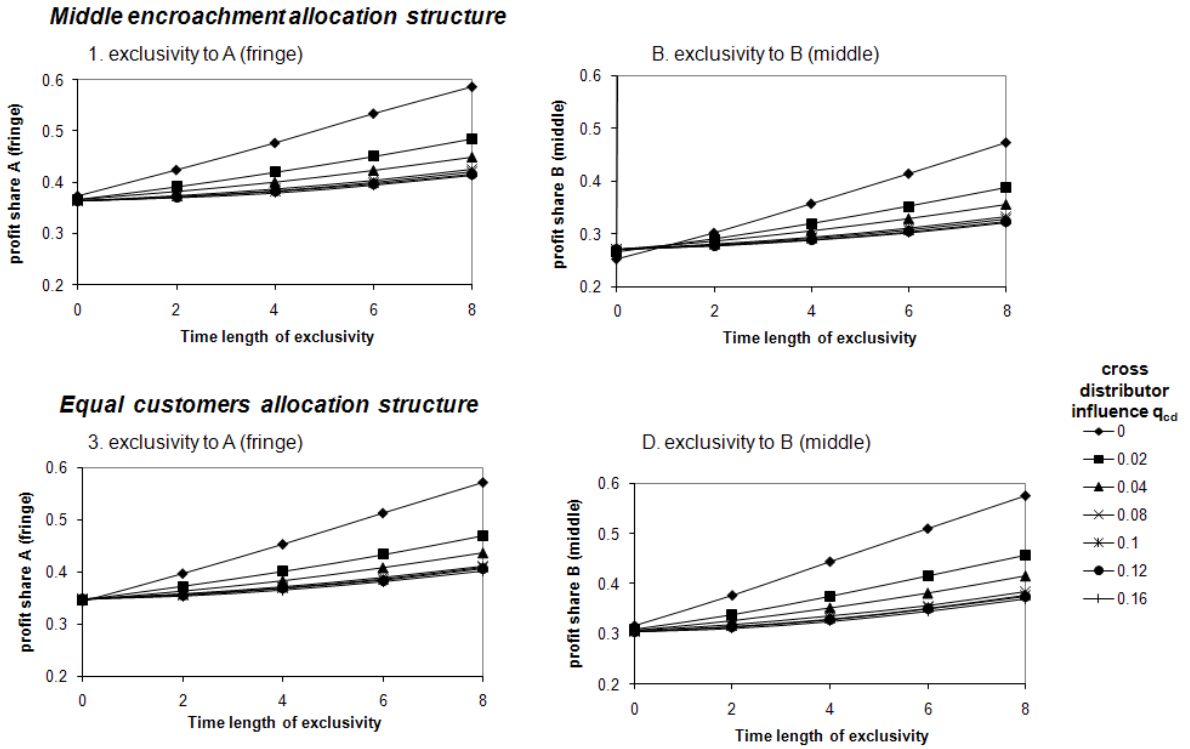 Middle encroachment allocation structure
1. exclusivity to A (fringe)
profit share A (fringe)
0.6
0.5
0.4
0.3
0.2
0 2 4 6 8
Time length of exclusivity
B. exclusivity to B (middle)
profit share B (middle)
0.6
0.5
0.4
0.3
0.2
0 2 4 6 8
Time length of exclusivity
Equal customers allocation structure
3. exclusivity to A (fringe)
profit share A (fringe)
0.6
0.5
0.4
0.3
0.2
0 2 4 6 8
Time length of exclusivity
D. exclusivity to B (middle)
profit share B (middle)
0.6
0.5
0.4
0.3
0.2
0 2 4 6 8
Time length of exclusivity
cross
distributor
influence qcd
0
0.02
0.04
0.08
0.1
0.12
0.16